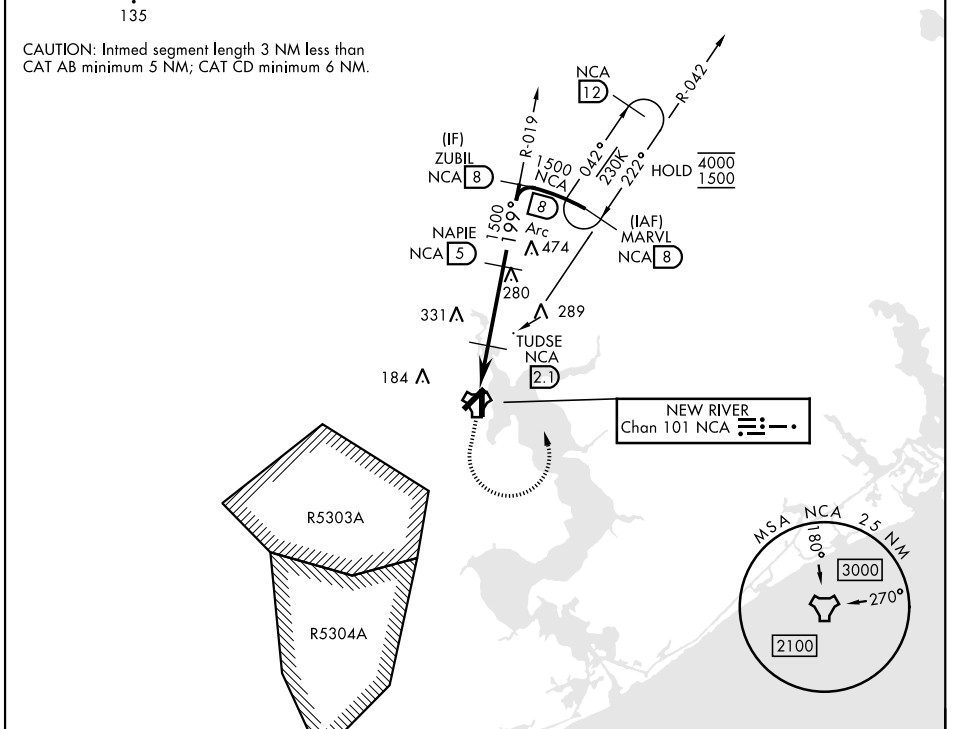 135
CAUTION: Intmed segment length 3 NM less than
CAT AB minimum 5 NM; CAT CD minimum 6 NM.
NCA
12
R-042
R-019
(IF)
ZUBIL
NCA 8
1500
NCA
8
Arc
042°
230K
222°
HOLD 4000
1500
(IAF)
MARVL
NCA 8
1500
199°
NAPIE
NCA 5
474
280
331
289
TUDSE
NCA
2.1
184
NEW RIVER
Chan 101 NCA
R5303A
R5304A
MSA NCA 25 NM
180°
3000
270°
2100